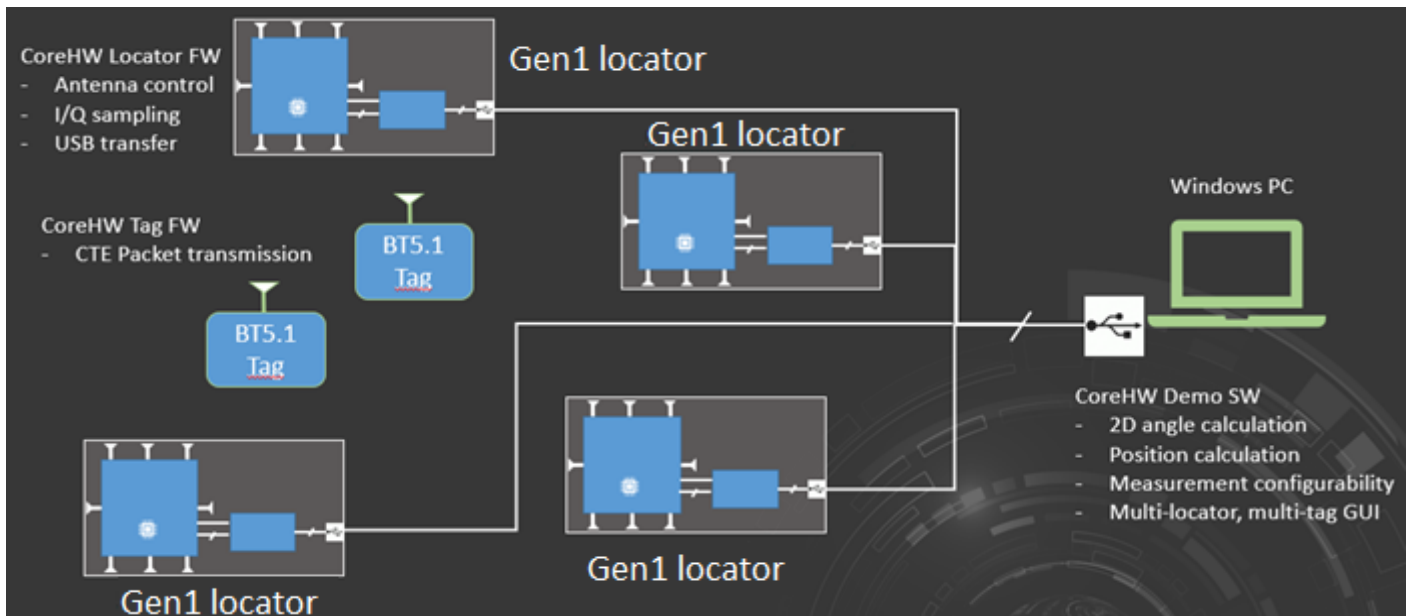 CoreHW Locator FW
- Antenna control
- I/Q sampling
- USB transfer
Gen1 locator
Gen1 locator
Windows PC
CoreHW Tag FW
- CTE Packet transmission
BT5.1
Tag
BT5.1
Tag
CoreHW Demo SW
- 2D angle calculation
- Position calculation
- Measurement configurability
- Multi-locator, multi-tag GUI
Gen1 locator
Gen1 locator